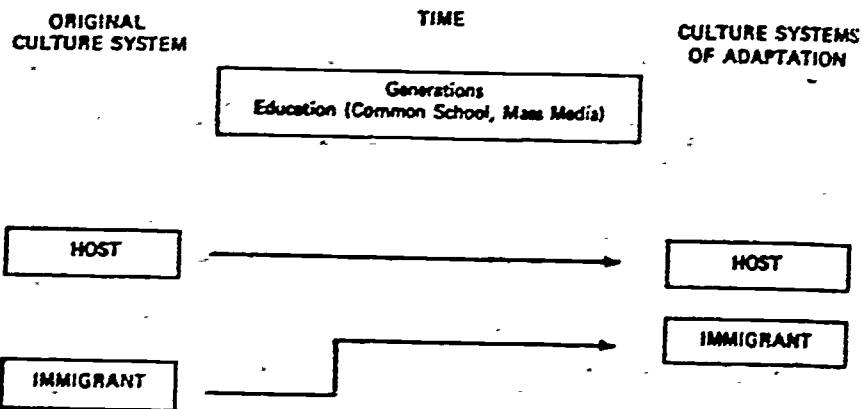 ORIGINAL
CULTURE SYSTEM
TIME
CULTURE SYSTEMS
OF ADAPTATION
Generations
Education (Common School, Mass Media)
HOST
HOST
IMMIGRANT
IMMIGRANT